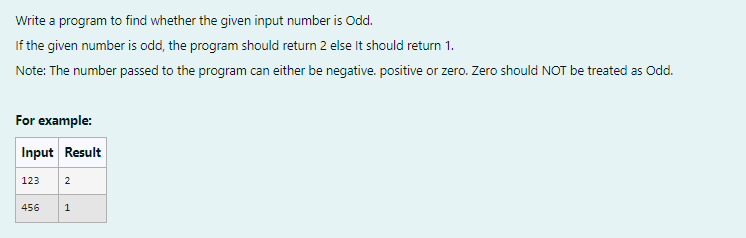 Write a program to find whether the given input number is Odd.
If the given number is odd, the program should return 2 else It should return 1.
Note: The number passed to the program can either be negative. positive or zero. Zero should NOT be treated as Odd.
For example:
Input Result
123 2
456 1